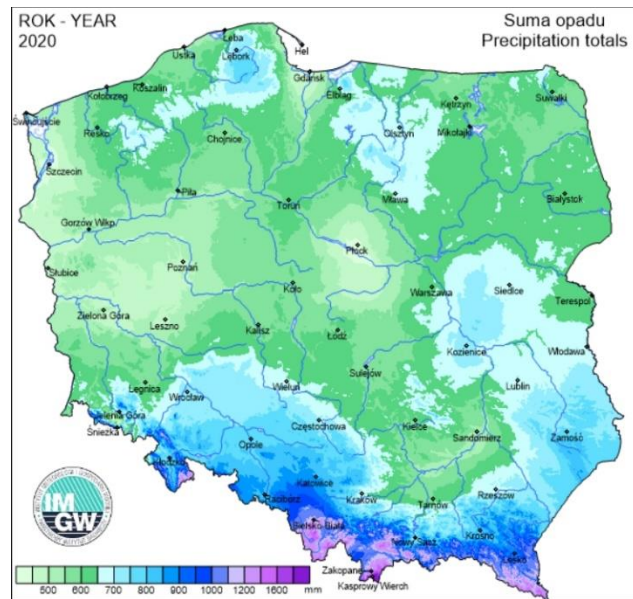 ROK - YEAR
2020
Suma opadu
Precipitation totals
Łeba
Hel
Ustka
Lębork
Gdańsk
Koszalin
Kołobrzeg
Elbląg
Kętrzyn
Suwałki
Świnoujście
Resko
Chojnice
Olsztyn
Mikołajki
Szczecin
Piła
Toruń
Mława
Białystok
Gorzów Wlkp
Płock
Słubice
Poznań
Koło
Warszawa
Siedlce
Terespol
Zielona Góra
Leszno
Kalisz
Łódź
Kozienice
Włodawa
Sulejów
Legnica
Wrocław
Wieluń
Lublin
Jelenia Góra
Śnieżka
Częstochowa
Kielce
Sandomierz
Zamość
Opole
Kłodzko
Katowice
Racibórz
Kraków
Tarnów
Rzeszów
Bielsko Biała
Nowy Sącz
Krosno
Lesko
Zakopane
Kasprowy Wierch
IM
GW
500 600 700 800 900 1000 1200 1600 mm